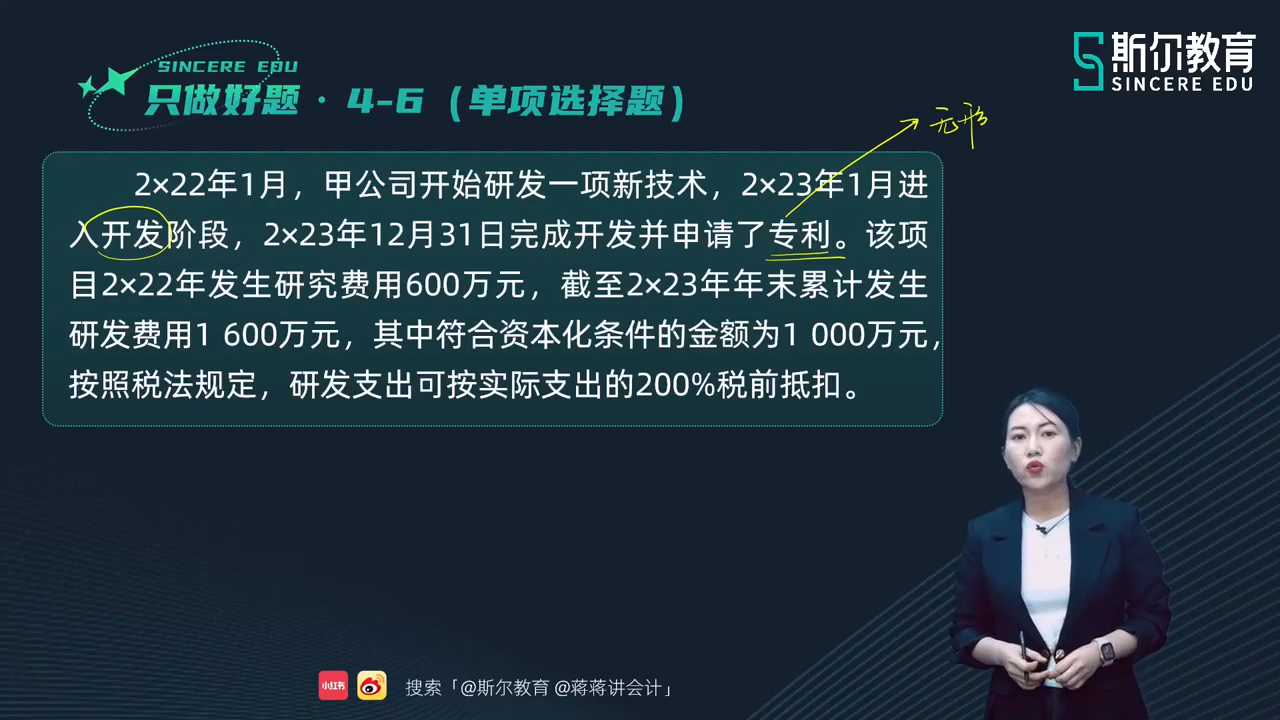 SINCERE EDU
只做好题·4-6（单项选择题）
斯尔教育
SINCERE EDU
无形
2×22年1月，甲公司开始研发一项新技术，2×23年1月进
入开发阶段，2×23年12月31日完成开发并申请了专利。该项
目2×22年发生研究费用600万元，截至2×23年年末累计发生
研发费用1 600万元，其中符合资本化条件的金额为1 000万元，
按照税法规定，研发支出可按实际支出的200%税前抵扣。
小红书
搜索「@斯尔教育 @蒋蒋讲会计」